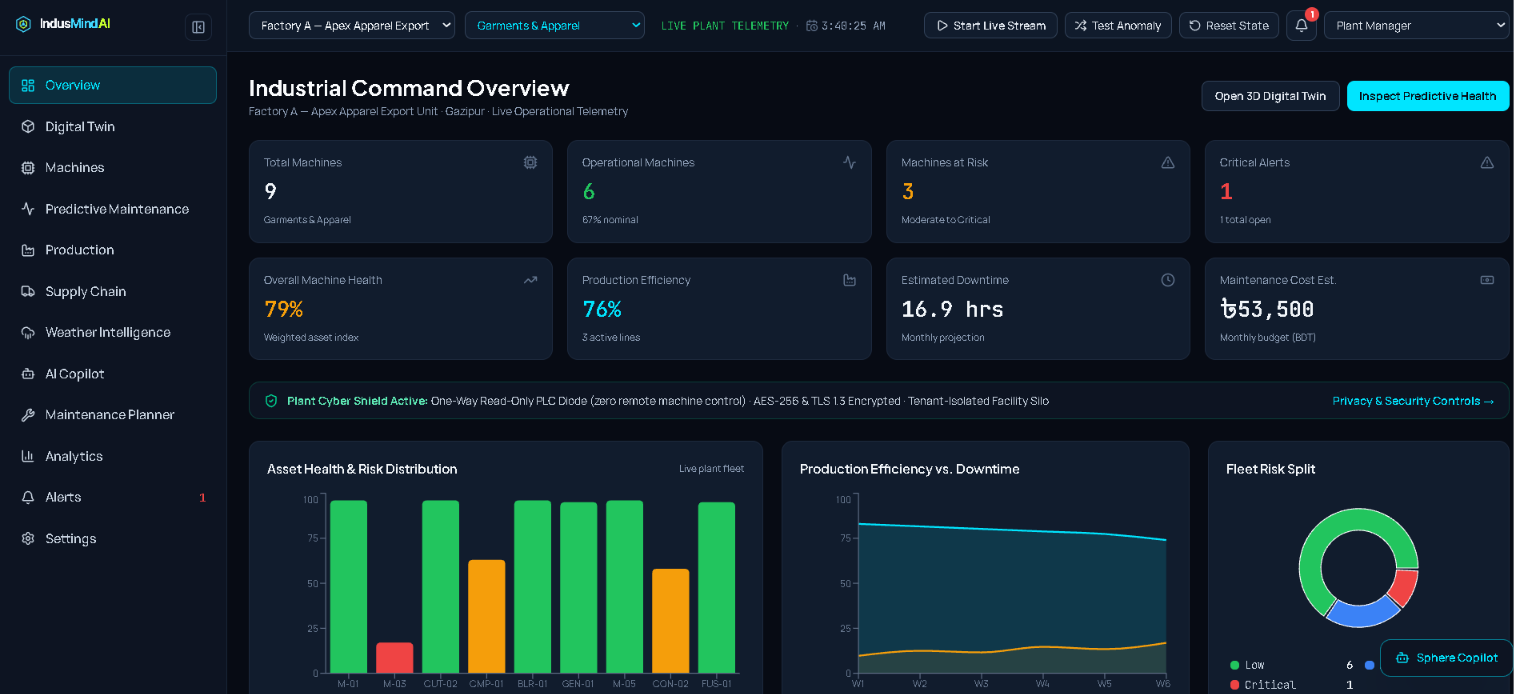 IndusMindAI
Factory A — Apex Apparel Export
Garments & Apparel
LIVE PLANT TELEMETRY · 3:40:25 AM
Start Live Stream
Test Anomaly
Reset State
1
Plant Manager
Overview
Digital Twin
Machines
Predictive Maintenance
Production
Supply Chain
Weather Intelligence
AI Copilot
Maintenance Planner
Analytics
Alerts 1
Settings
Industrial Command Overview
Factory A — Apex Apparel Export Unit · Gazipur · Live Operational Telemetry
Open 3D Digital Twin
Inspect Predictive Health
Total Machines
9
Garments & Apparel
Operational Machines
6
67% nominal
Machines at Risk
3
Moderate to Critical
Critical Alerts
1
1 total open
Overall Machine Health
79%
Weighted asset index
Production Efficiency
76%
3 active lines
Estimated Downtime
16.9 hrs
Monthly projection
Maintenance Cost Est.
৳53,500
Monthly budget (BDT)
Plant Cyber Shield Active: One-Way Read-Only PLC Diode (zero remote machine control) · AES-256 & TLS 1.3 Encrypted · Tenant-Isolated Facility Silo
Privacy & Security Controls →
Asset Health & Risk Distribution
Live plant fleet
100
75
50
25
0
M-01 M-03 CUT-02 CMP-01 BLR-01 GEN-01 M-05 CON-02 FUS-01
Production Efficiency vs. Downtime
100
75
50
25
0
W1 W2 W3 W4 W5 W6
Fleet Risk Split
Low 6
Critical 1
Sphere Copilot